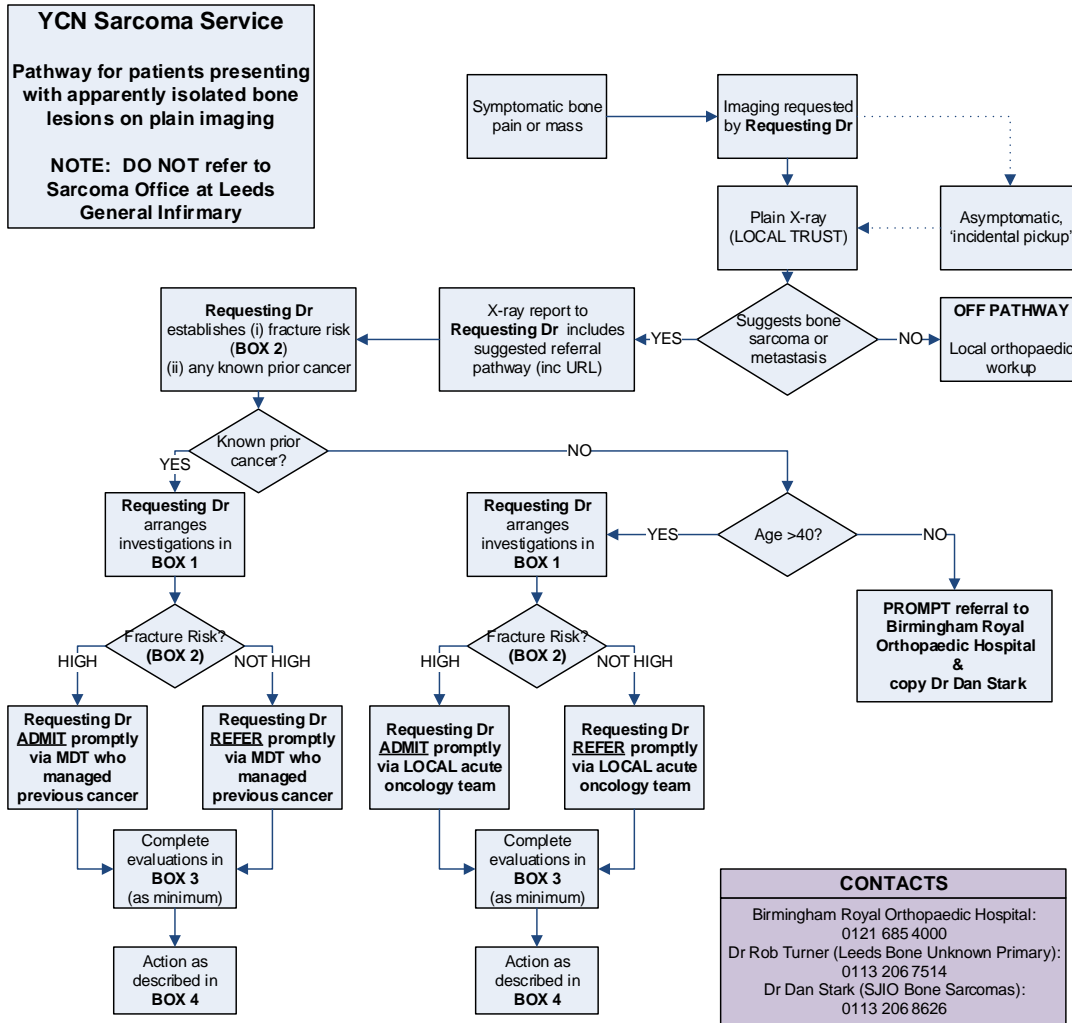 YCN Sarcoma Service
Pathway for patients presenting
with apparently isolated bone
lesions on plain imaging
NOTE: DO NOT refer to
Sarcoma Office at Leeds
General Infirmary
Symptomatic bone
pain or mass
Imaging requested
by Requesting Dr
Plain X-ray
(LOCAL TRUST)
Asymptomatic,
‘incidental pickup’
Suggests bone
sarcoma or
metastasis
YES
NO
OFF PATHWAY
Local orthopaedic
workup
X-ray report to
Requesting Dr includes
suggested referral
pathway (inc URL)
Requesting Dr
establishes (i) fracture risk
(BOX 2)
(ii) any known prior cancer
Known prior
cancer?
YES
NO
Requesting Dr
arranges
investigations in
BOX 1
Requesting Dr
arranges
investigations in
BOX 1
YES
Age >40?
NO
PROMPT referral to
Birmingham Royal
Orthopaedic Hospital
&
copy Dr Dan Stark
Fracture Risk?
(BOX 2)
HIGH
NOT HIGH
Fracture Risk?
(BOX 2)
HIGH
NOT HIGH
Requesting Dr
ADMIT promptly
via MDT who
managed
previous cancer
Requesting Dr
REFER promptly
via MDT who
managed
previous cancer
Requesting Dr
ADMIT promptly
via LOCAL acute
oncology team
Requesting Dr
REFER promptly
via LOCAL acute
oncology team
Complete
evaluations in
BOX 3
(as minimum)
Complete
evaluations in
BOX 3
(as minimum)
Action as
described in
BOX 4
Action as
described in
BOX 4
CONTACTS
Birmingham Royal Orthopaedic Hospital:
0121 685 4000
Dr Rob Turner (Leeds Bone Unknown Primary):
0113 206 7514
Dr Dan Stark (SJIO Bone Sarcomas):
0113 206 8626